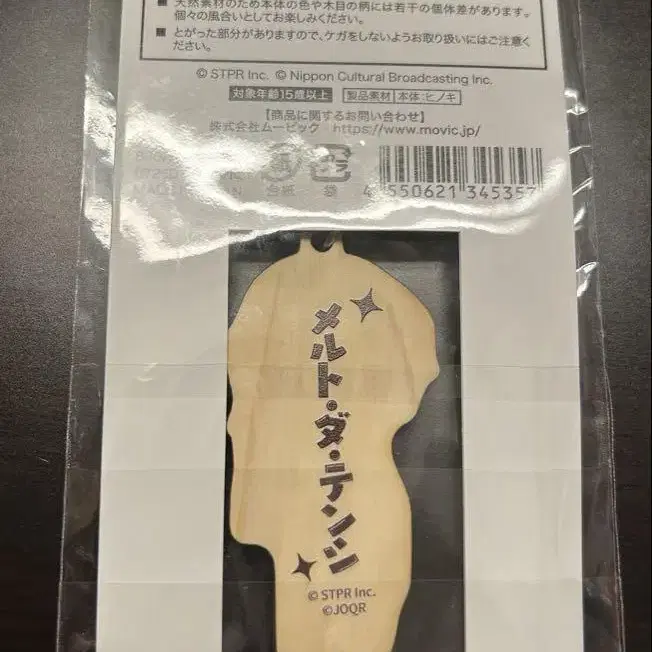 ■ 天然素材のため本体の色や木目の柄には若干の個体差があります。
個々の風合いとしてお楽しみください。
■ とがった部分がありますので、ケガをしないようお取り扱いにはご注意
ください。
© STPR Inc. © Nippon Cultural Broadcasting Inc.
対象年齢15歳以上 製品素材 本体:ヒノキ
【商品に関するお問い合わせ】
株式会社ムービック https://www.movic.jp/
台紙 袋
4 550621 345357
メルト・ダ・テンシ
© STPR Inc.
©JOQR